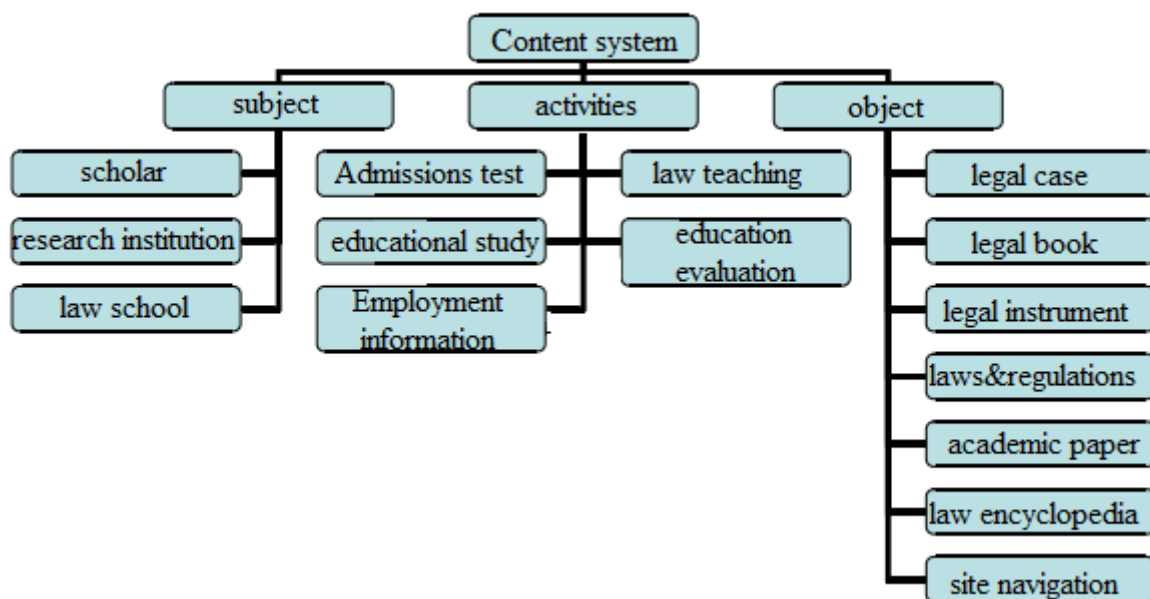 Content system
subject
activities
object
scholar
research institution
law school
Admissions test
educational study
Employment
information
law teaching
education
evaluation
legal case
legal book
legal instrument
laws&regulations
academic paper
law encyclopedia
site navigation